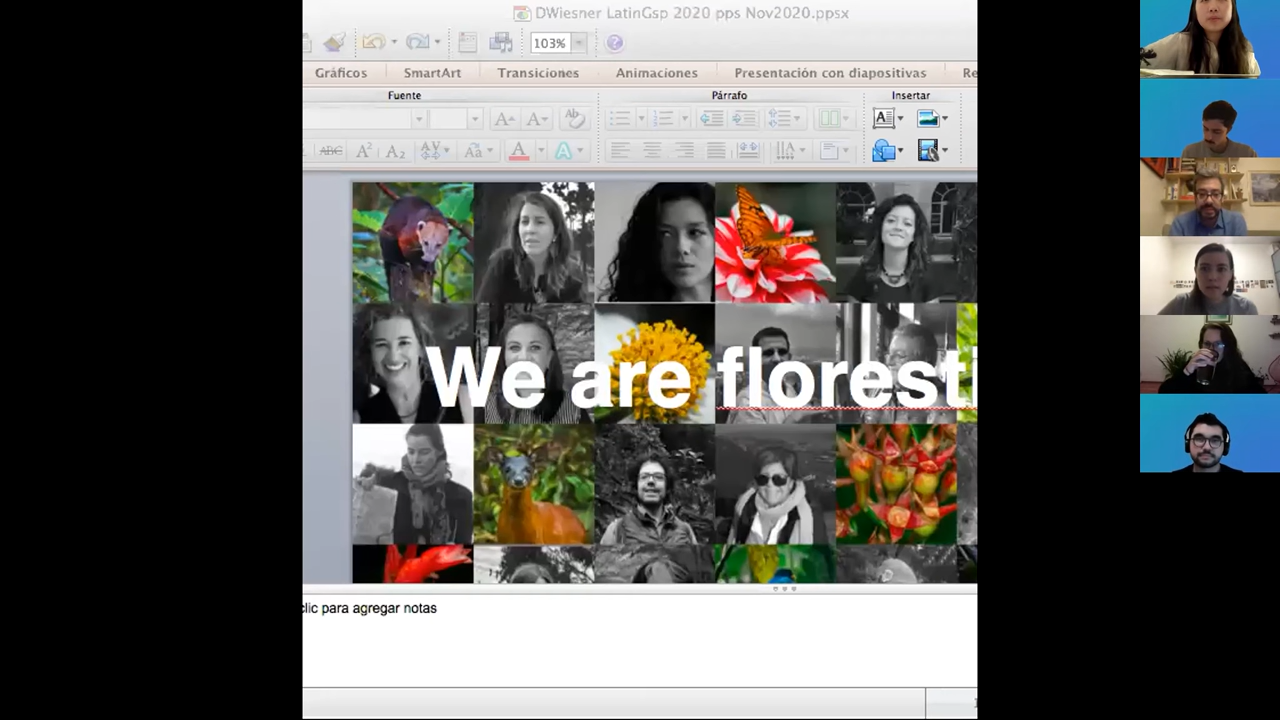 DWiesner LatinGsp 2020 pps Nov2020.ppsx
103%
Gráficos SmartArt Transiciones Animaciones Presentación con diapositivas Re
Fuente Párrafo Insertar
We are floresti
clic para agregar notas